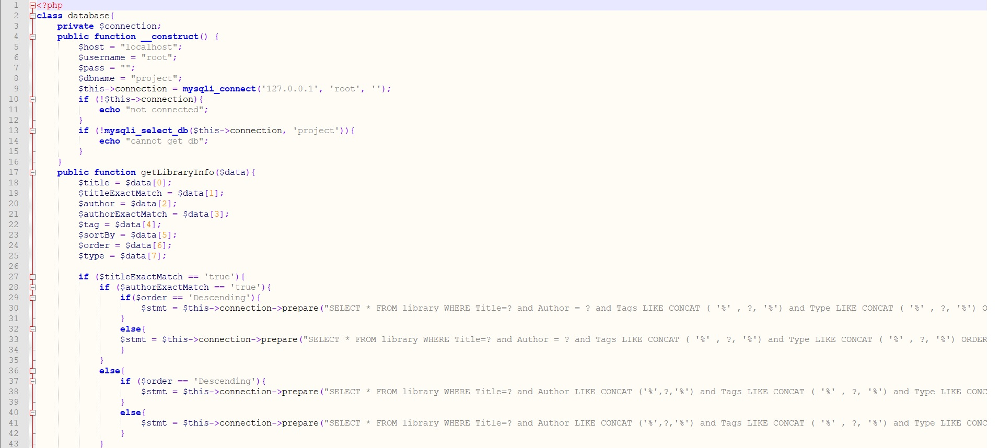 1 <?php
2 class database{
3 private $connection;
4 public function __construct() {
5 $host = "localhost";
6 $username = "root";
7 $pass = "";
8 $dbname = "project";
9 $this->connection = mysqli_connect('127.0.0.1', 'root', '');
10 if (!$this->connection){
11 echo "not connected";
12 }
13 if (!mysqli_select_db($this->connection, 'project')){
14 echo "cannot get db";
15 }
16 }
17 public function getLibraryInfo($data){
18 $title = $data[0];
19 $titleExactMatch = $data[1];
20 $author = $data[2];
21 $authorExactMatch = $data[3];
22 $tag = $data[4];
23 $sortBy = $data[5];
24 $order = $data[6];
25 $type = $data[7];
26
27 if ($titleExactMatch == 'true'){
28 if ($authorExactMatch == 'true'){
29 if($order == 'Descending'){
30 $stmt = $this->connection->prepare("SELECT * FROM library WHERE Title=? and Author = ? and Tags LIKE CONCAT ( '%' , ?, '%') and Type LIKE CONCAT ( '%' , ?, '%') O
31 }
32 else{
33 $stmt = $this->connection->prepare("SELECT * FROM library WHERE Title=? and Author = ? and Tags LIKE CONCAT ( '%' , ?, '%') and Type LIKE CONCAT ( '%' , ?, '%') ORDER
34 }
35 }
36 else{
37 if ($order == 'Descending'){
38 $stmt = $this->connection->prepare("SELECT * FROM library WHERE Title=? and Author LIKE CONCAT ('%',?,'%') and Tags LIKE CONCAT ( '%' , ?, '%') and Type LIKE CONC
39 }
40 else{
41 $stmt = $this->connection->prepare("SELECT * FROM library WHERE Title=? and Author LIKE CONCAT ('%',?,'%') and Tags LIKE CONCAT ( '%' , ?, '%') and Type LIKE CONC
42 }
43 }